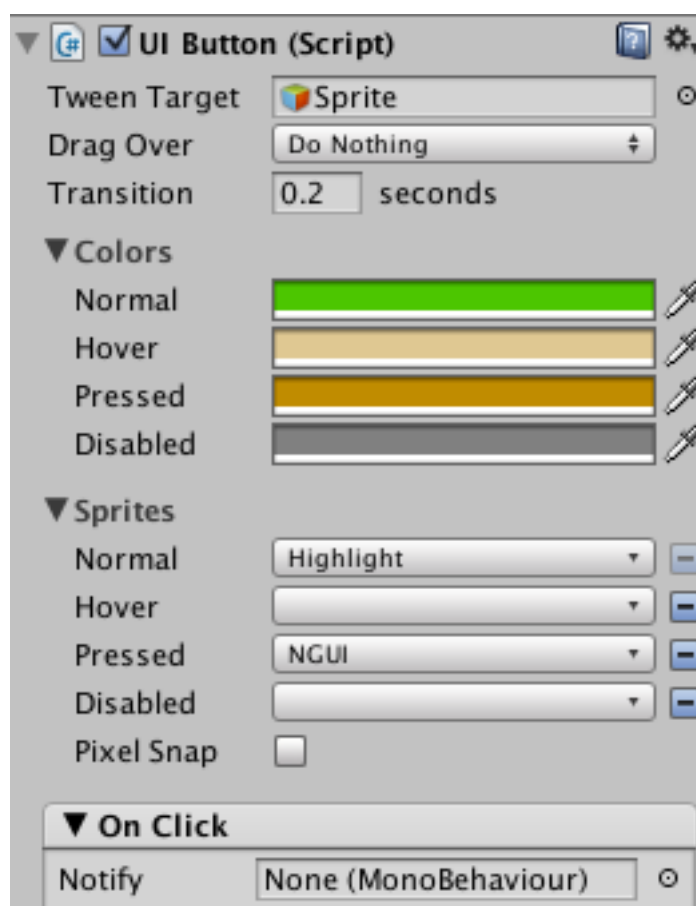 UI Button (Script)
Tween Target Sprite
Drag Over Do Nothing
Transition 0.2 seconds
Colors
Normal
Hover
Pressed
Disabled
Sprites
Normal Highlight
Hover
Pressed NGUI
Disabled
Pixel Snap
On Click
Notify None (MonoBehaviour)